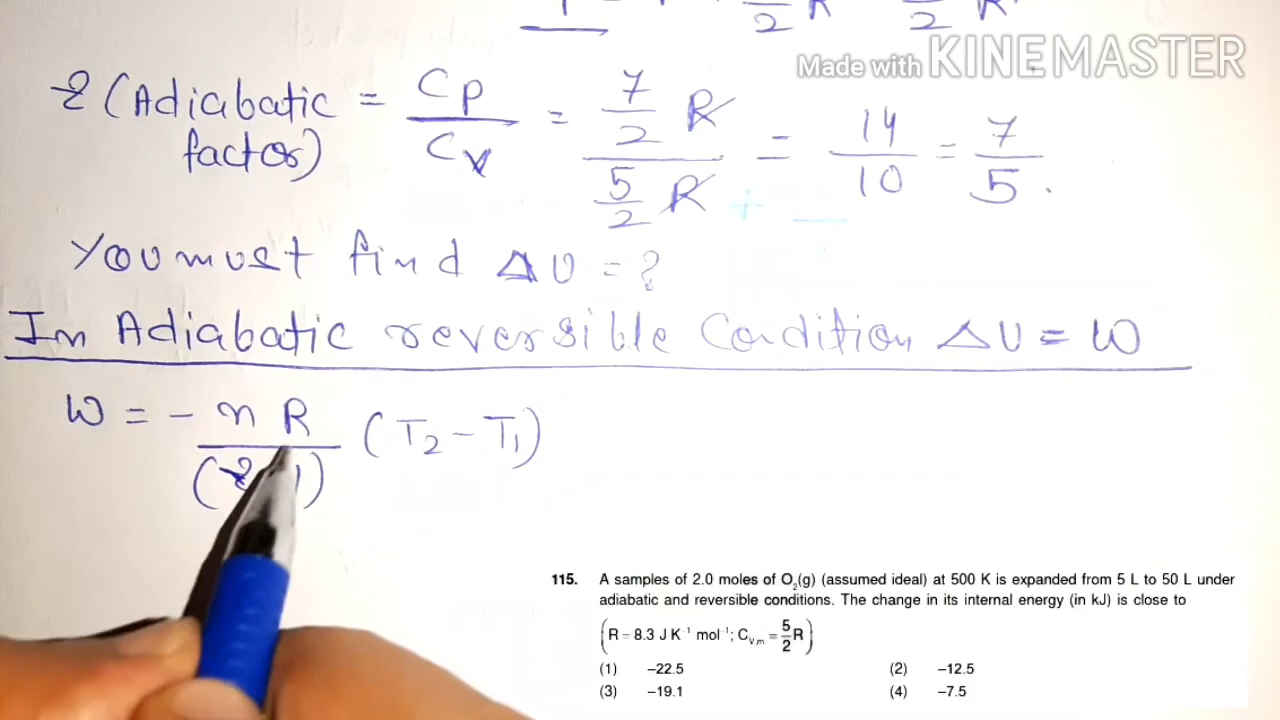 Made with KINEMASTER
2 R 2 R
γ (Adiabatic factor) = Cp / Cv = 7/2 R / 5/2 R = 14/10 = 7/5.
You must find ΔU = ?
In Adiabatic reversible Condition ΔU = W
W = - n R / (γ 1) (T2 - T1)
115. A samples of 2.0 moles of O2(g) (assumed ideal) at 500 K is expanded from 5 L to 50 L under
adiabatic and reversible conditions. The change in its internal energy (in kJ) is close to
(R = 8.3 J K 1 mol 1; Cv,m = 5/2 R)
(1) –22.5 (2) –12.5
(3) –19.1 (4) –7.5